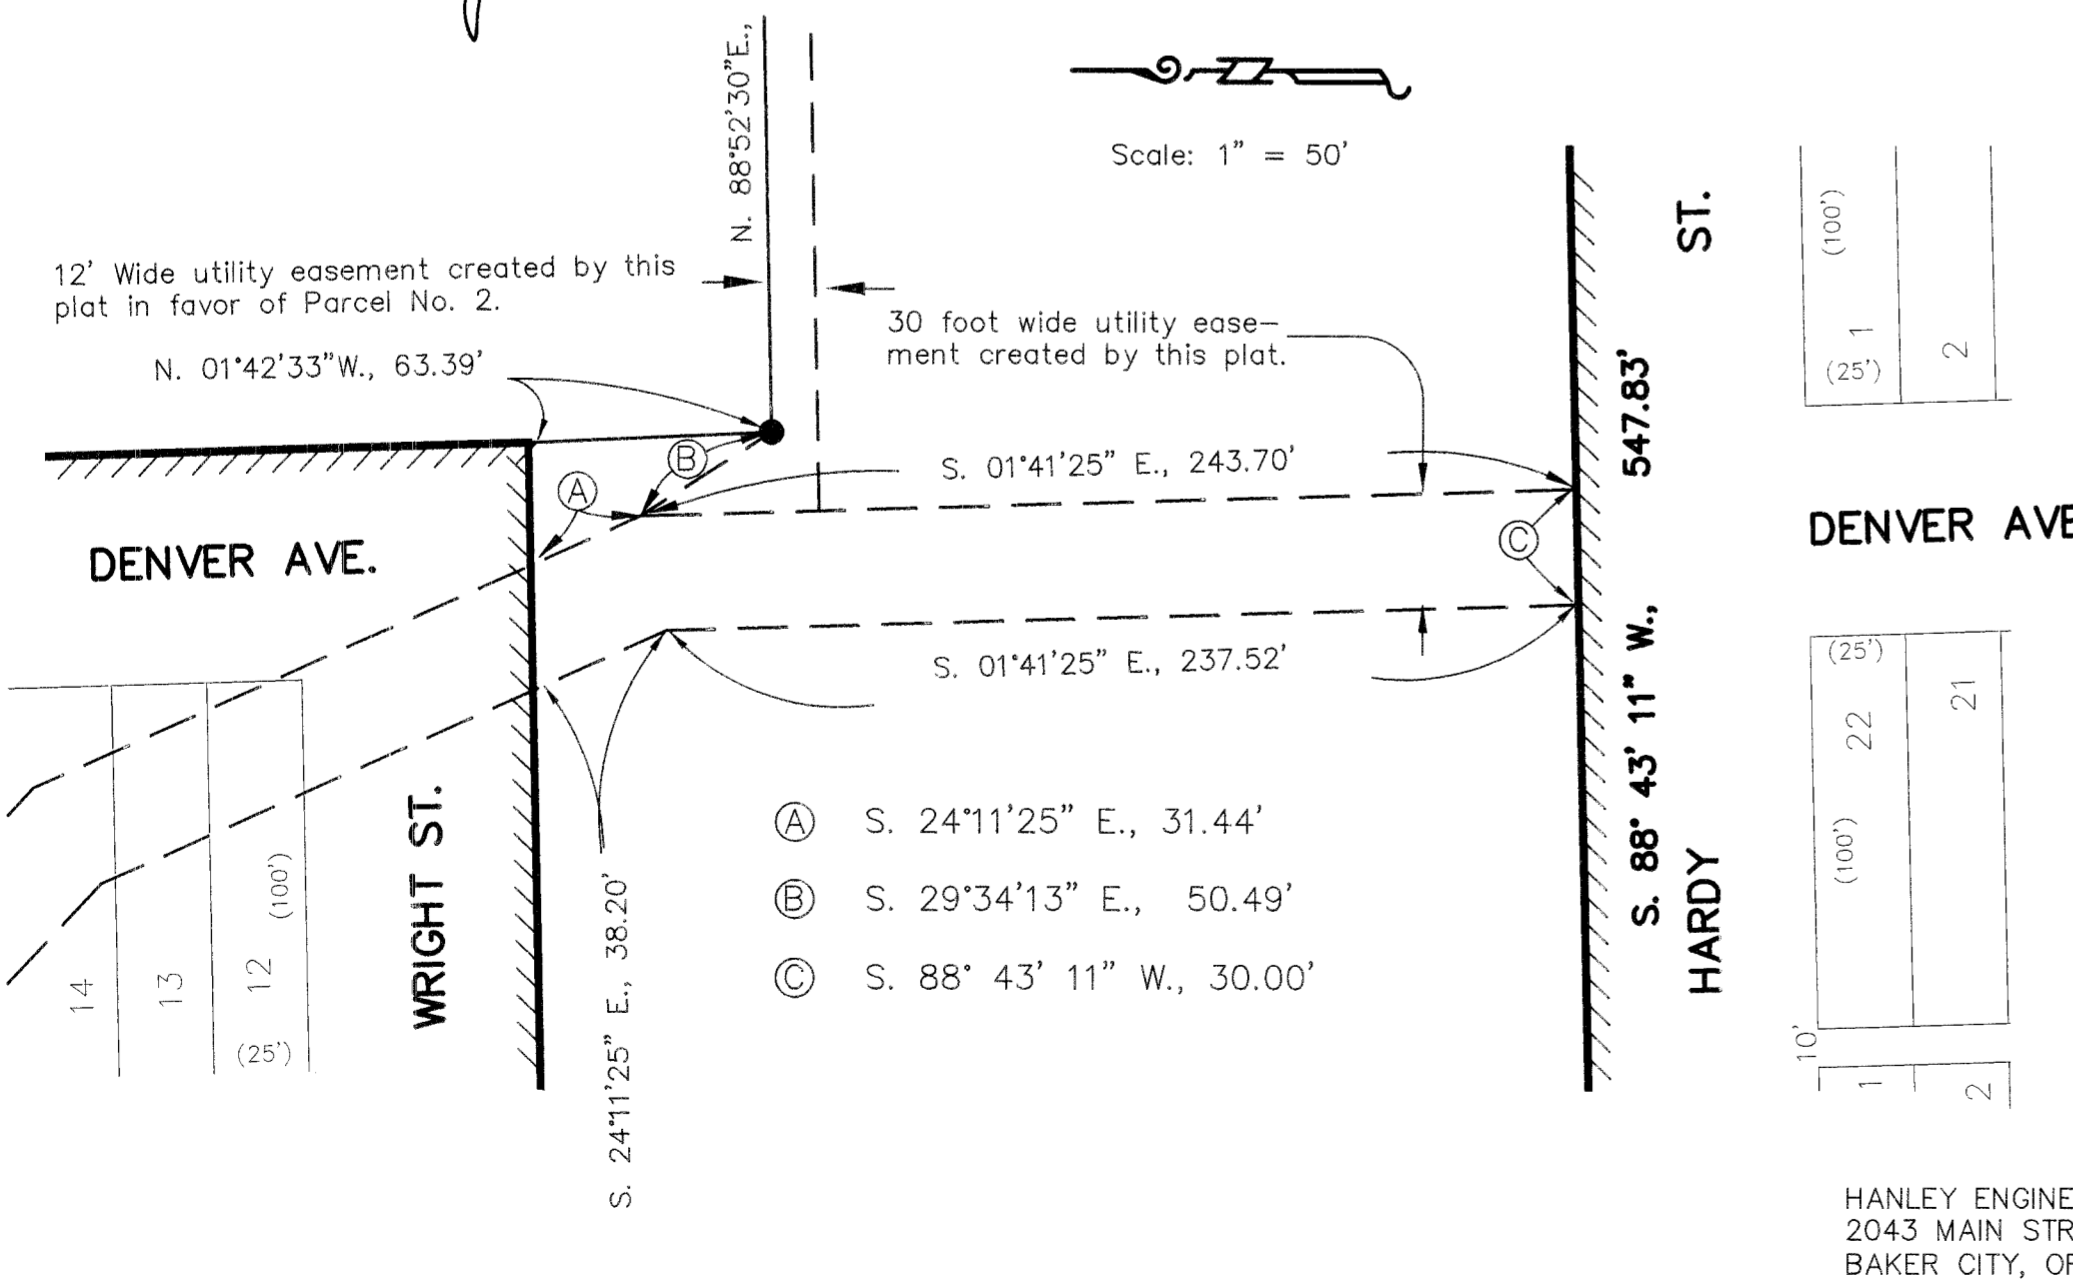 N. 88°52'30"E.,
Scale: 1" = 50'
12' Wide utility easement created by this
plat in favor of Parcel No. 2.
N. 01°42'33"W., 63.39'
30 foot wide utility ease-
ment created by this plat.
S. 01°41'25" E., 243.70'
S. 01°41'25" E., 237.52'
A
B
C
DENVER AVE.
WRIGHT ST.
14
13
12
(100')
(25')
S. 24°11'25" E., 38.20'
A S. 24°11'25" E., 31.44'
B S. 29°34'13" E., 50.49'
C S. 88° 43' 11" W., 30.00'
S. 88° 43' 11" W., 547.83'
HARDY ST.
(100')
(25')
1
2
DENVER AVE
(25')
22
21
(100')
10'
1
2
HANLEY ENGINE
2043 MAIN STR
BAKER CITY, OR